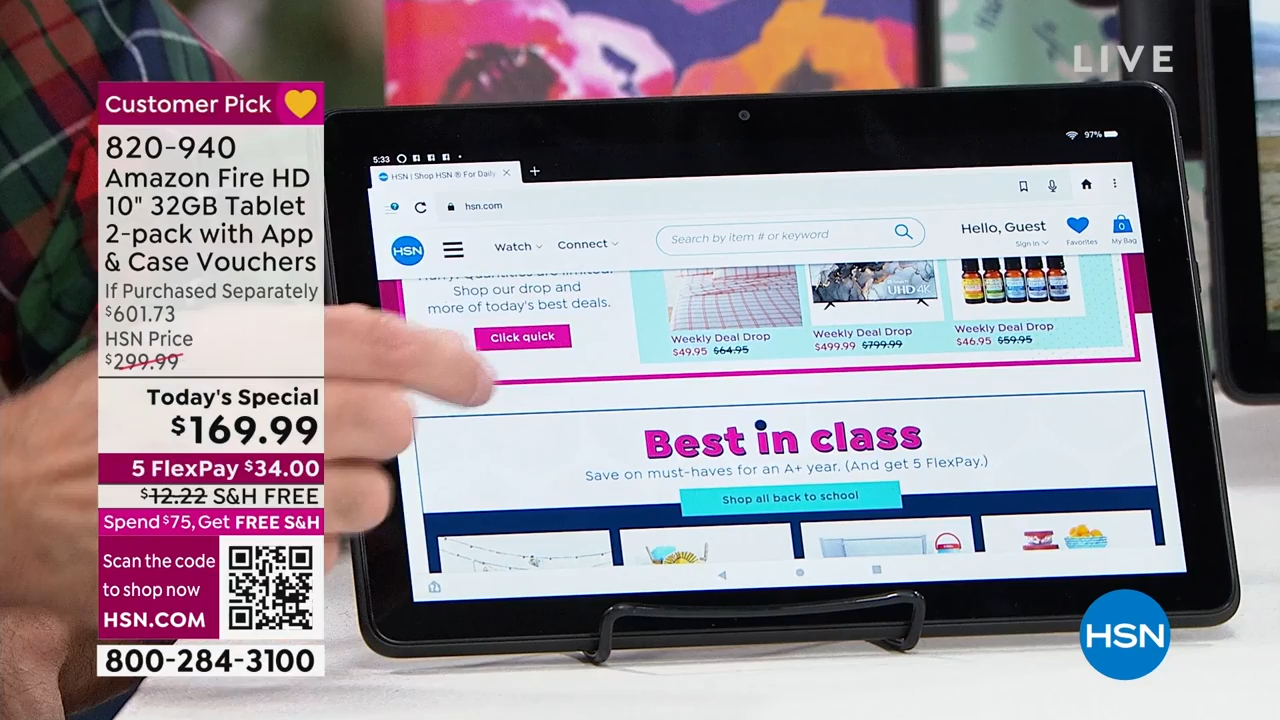 LIVE
Customer Pick
820-940
Amazon Fire HD
10" 32GB Tablet
2-pack with App
& Case Vouchers
If Purchased Separately
$601.73
HSN Price
$299.99
Today's Special
$169.99
5 FlexPay $34.00
$12.22 S&H FREE
Spend $75, Get FREE S&H
Scan the code
to shop now
HSN.COM
800-284-3100
5:33
97%
HSN | Shop HSN ® For Daily
hsn.com
HSN
Watch
Connect
Search by item # or keyword
Hello, Guest
Sign In
Favorites
0
My Bag
Hurry! Quantities are limited.
Shop our drop and
more of today's best deals.
Click quick
UHD 4K
Weekly Deal Drop
$49.95 $64.95
Weekly Deal Drop
$499.99 $799.99
Weekly Deal Drop
$46.95 $59.95
Best in class
Save on must-haves for an A+ year. (And get 5 FlexPay.)
Shop all back to school
HSN